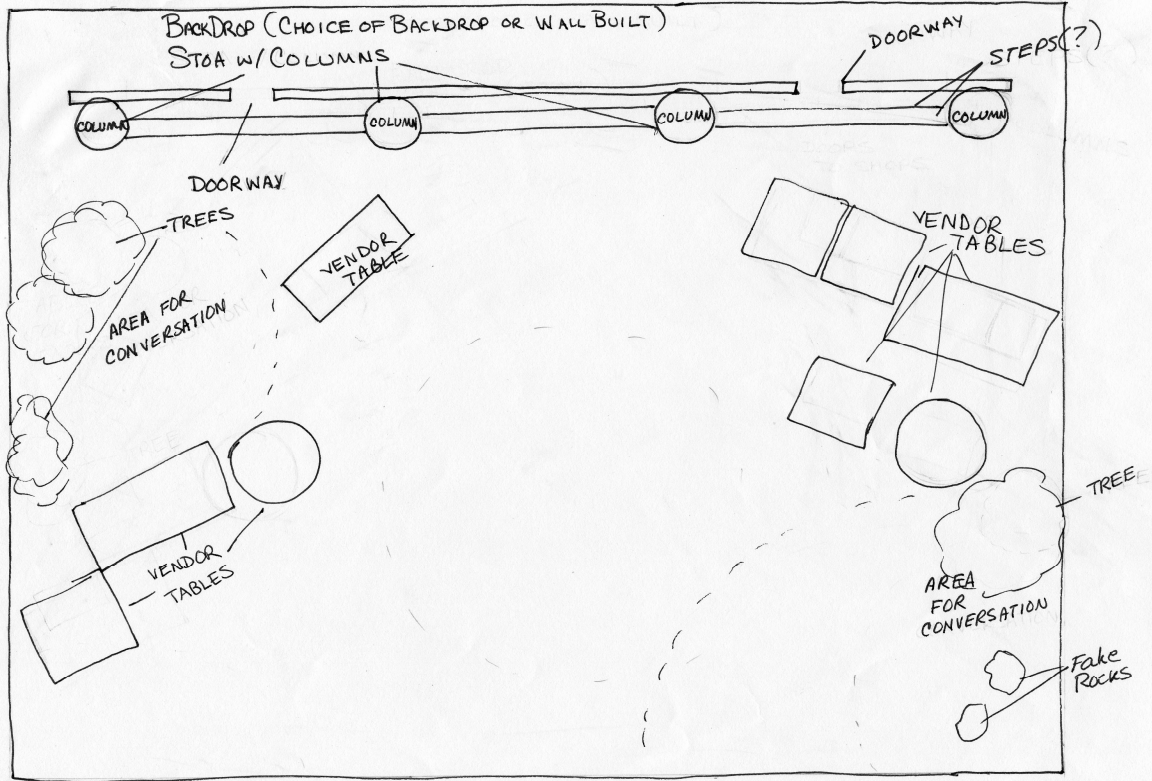 BACKDROP (CHOICE OF BACKDROP OR WALL BUILT)
STOA W/ COLUMNS
DOORWAY
STEPS(?)
COLUMN
COLUMN
COLUMN
COLUMN
DOORWAY
TREES
VENDOR
TABLE
VENDOR
TABLES
AREA FOR
CONVERSATION
TREE
VENDOR
TABLES
AREA
FOR
CONVERSATION
Fake
Rocks